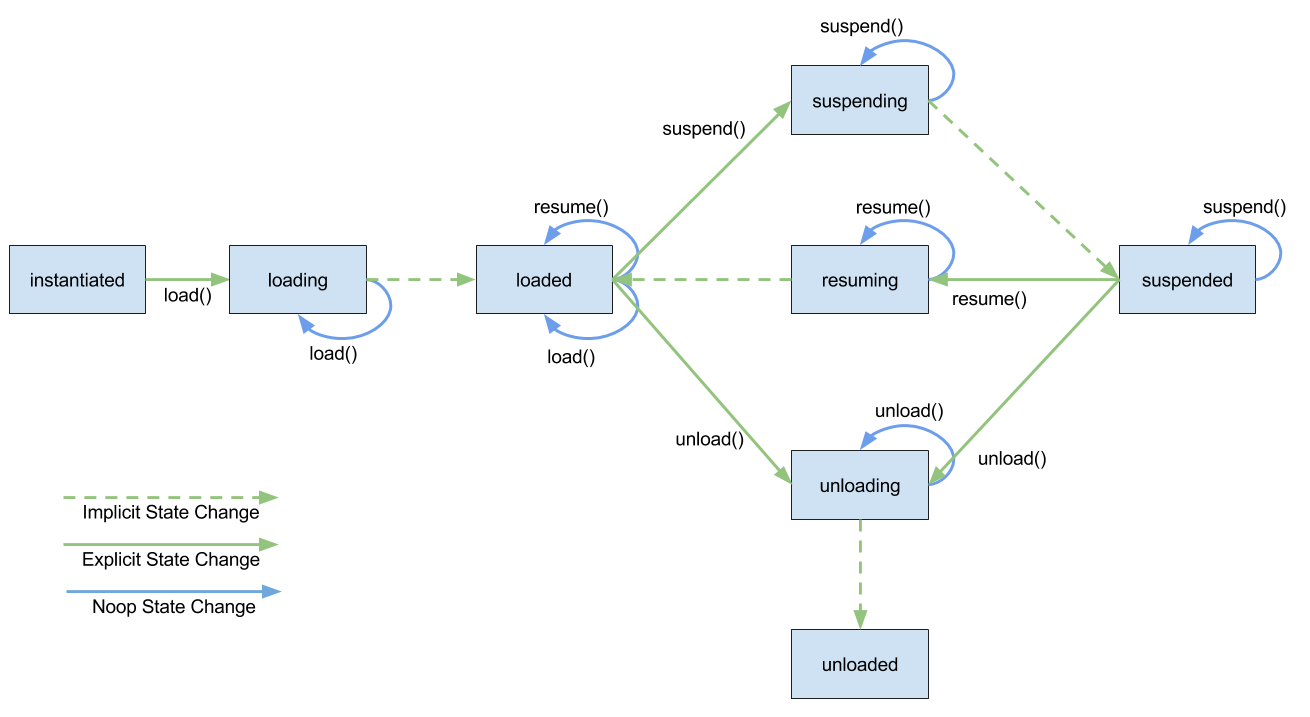 suspend()
suspending
suspend()
resume()
resume()
suspend()
instantiated
loading
loaded
resuming
suspended
load()
resume()
load()
load()
unload()
unload()
unload()
unloading
Implicit State Change
Explicit State Change
Noop State Change
unloaded